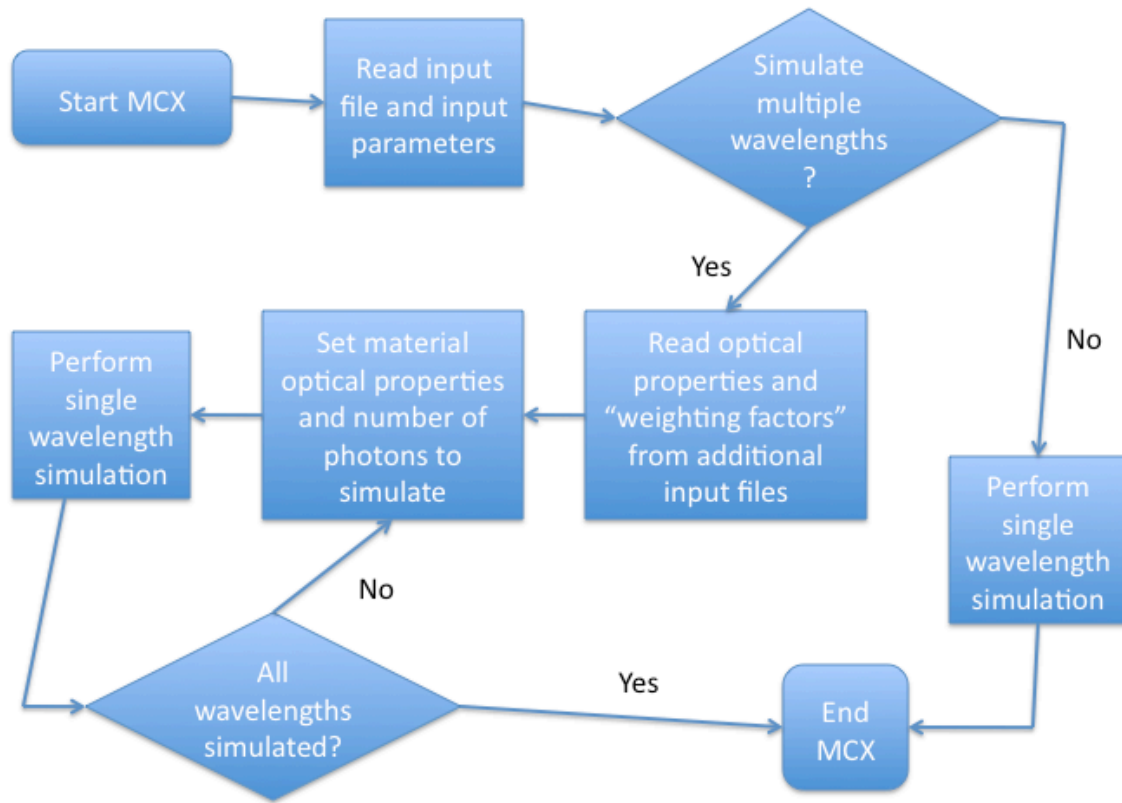 Start MCX
Read input
file and input
parameters
Simulate
multiple
wavelengths
?
Yes
No
Read optical
properties and
“weighting factors”
from additional
input files
Set material
optical properties
and number of
photons to
simulate
Perform
single
wavelength
simulation
All
wavelengths
simulated?
No
Yes
Perform
single
wavelength
simulation
End
MCX